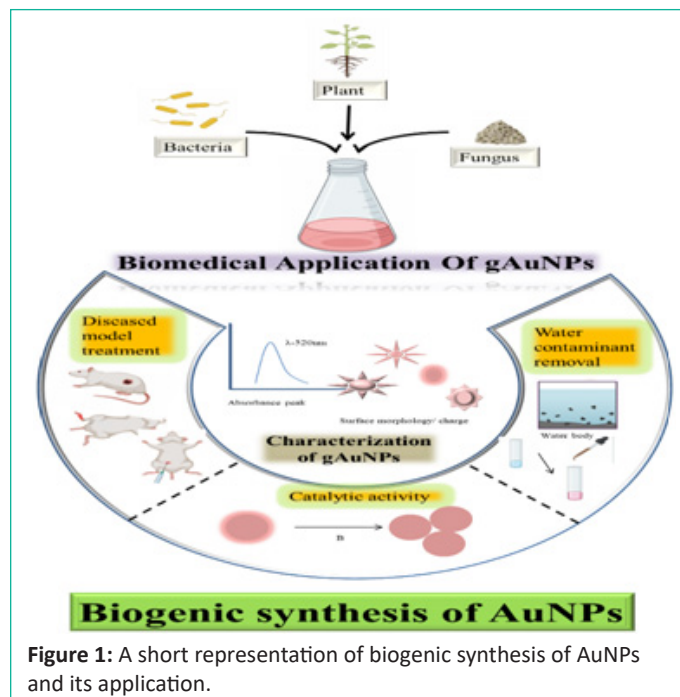 Plant
Bacteria
Fungus
Biomedical Application Of gAuNPs
Diseased
model
treatment
λ-520nm
Absorbance peak
Surface morphology/ charge
Characterization
of gAuNPs
Water
contaminant
removal
Water body
Catalytic activity
B
Biogenic synthesis of AuNPs
Figure 1: A short representation of biogenic synthesis of AuNPs
and its application.